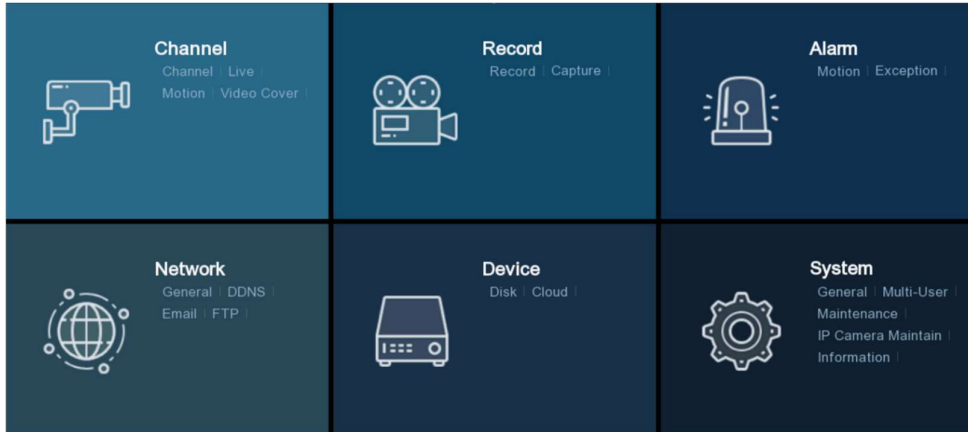 Channel
Channel | Live |
Motion | Video Cover |
Record
Record | Capture |
Alarm
Motion | Exception |
Network
General | DDNS |
Email | FTP |
Device
Disk | Cloud |
System
General | Multi-User |
Maintenance |
IP Camera Maintain |
Information |